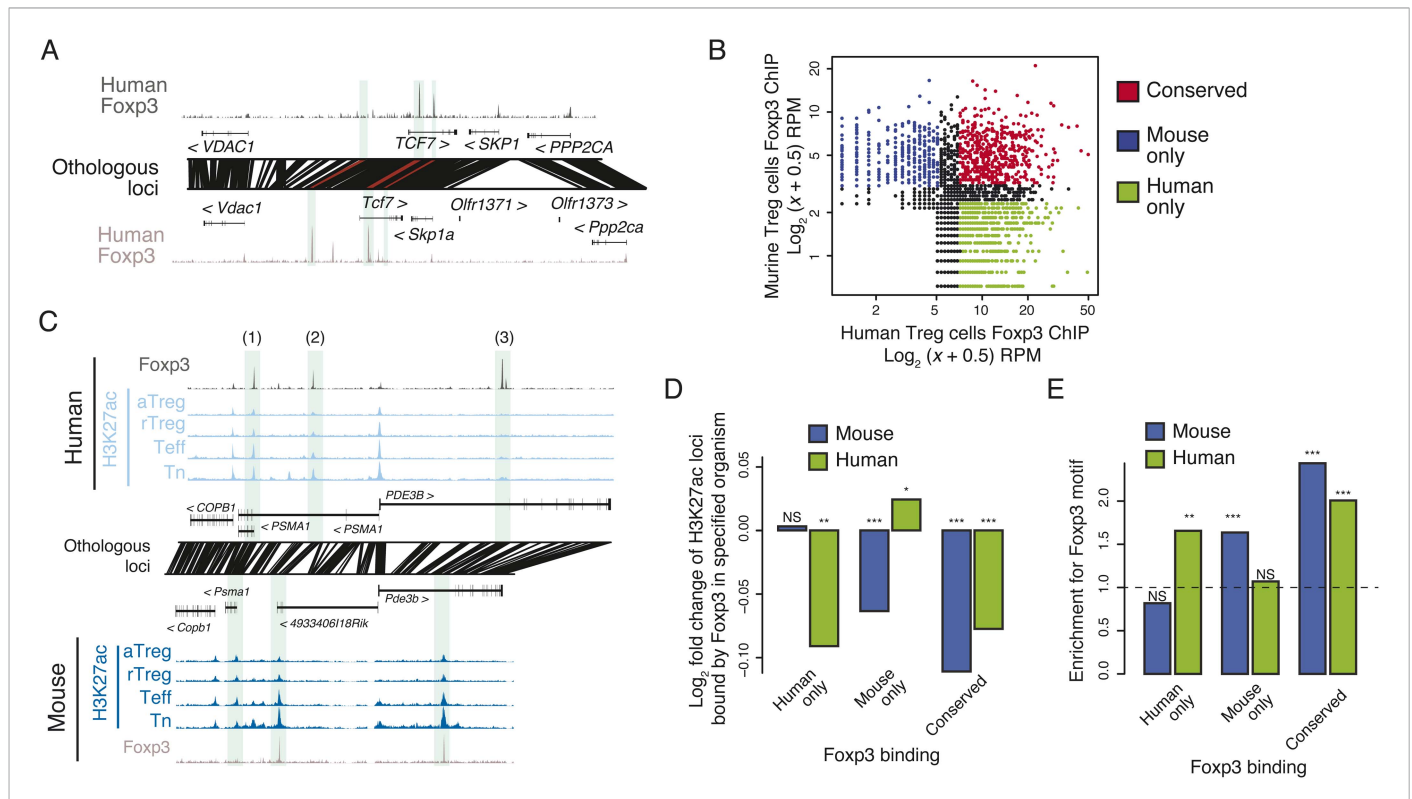 A
Human
Foxp3
< VDAC1
TCF7 >
< SKP1
< PPP2CA
Othologous
loci
< Vdac1
Tcf7 >
Olfr1371 >
Olfr1373 >
< Skp1a
< Ppp2ca
Human
Foxp3
B
Murine Treg cells Foxp3 ChIP
Log2 (x + 0.5) RPM
20
10
5
2
1
2
5
10
20
50
Human Treg cells Foxp3 ChIP
Log2 (x + 0.5) RPM
Conserved
Mouse
only
Human
only
C
(1)
(2)
(3)
Human
Foxp3
H3K27ac
aTreg
rTreg
Teff
Tn
< COPB1
< PSMA1
< PSMA1
PDE3B >
Othologous
loci
< Psma1
Pde3b >
< Copb1
< 4933406I18Rik
Mouse
H3K27ac
aTreg
rTreg
Teff
Tn
Foxp3
D
Mouse
Human
Log2 fold change of H3K27ac loci
bound by Foxp3 in specified organism
0.05
0.00
−0.05
−0.10
NS
**
***
*
***
***
Human
only
Mouse
only
Conserved
Foxp3 binding
E
Mouse
Human
Enrichment for Foxp3 motif
2.0
1.5
1.0
0.5
0.0
NS
**
***
NS
***
***
Human
only
Mouse
only
Conserved
Foxp3 binding